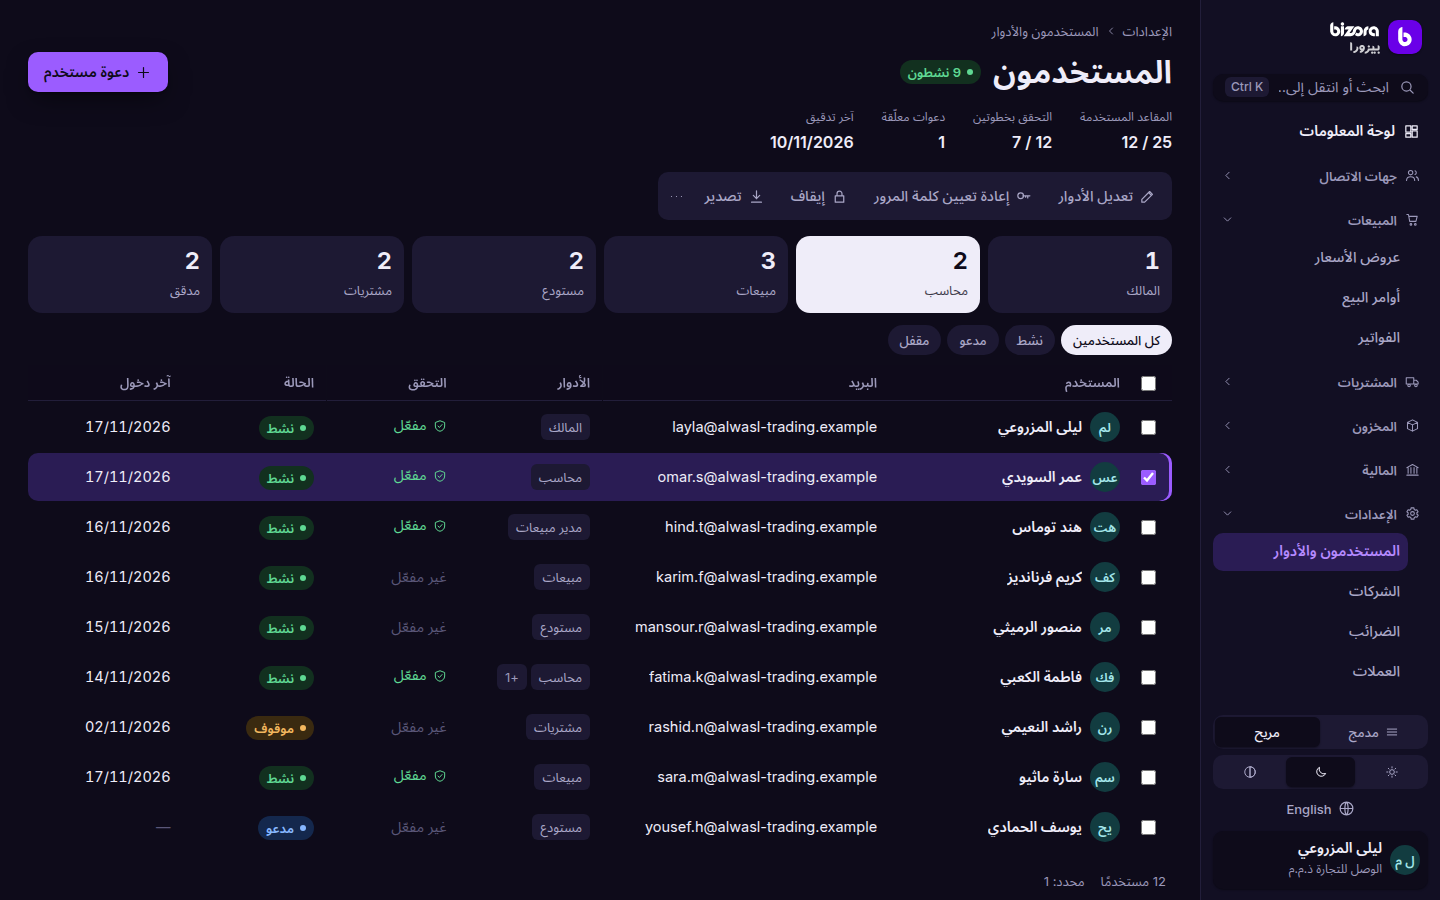 bizora
بيزورا
ابحث أو انتقل إلى..
Ctrl K
لوحة المعلومات
جهات الاتصال
المبيعات
عروض الأسعار
أوامر البيع
الفواتير
المشتريات
المخزون
المالية
الإعدادات
المستخدمون والأدوار
الشركات
الضرائب
العملات
مدمج
مريح
English
ليلى المزروعي
الوصل للتجارة ذ.م.م
ل م
الإعدادات › المستخدمون والأدوار
المستخدمون
9 نشطون
دعوة مستخدم
المقاعد المستخدمة التحقق بخطوتين دعوات معلّقة آخر تدقيق
12 / 25 7 / 12 1 10/11/2026
تعديل الأدوار إعادة تعيين كلمة المرور إيقاف تصدير ...
1 2 3 2 2 2
المالك محاسب مبيعات مستودع مشتريات مدقق
كل المستخدمين نشط مدعو مقفل
المستخدم البريد الأدوار التحقق الحالة آخر دخول
لم ليلى المزروعي layla@alwasl-trading.example المالك مفعّل نشط 17/11/2026
عس عمر السويدي omar.s@alwasl-trading.example محاسب مفعّل نشط 17/11/2026
هت هند توماس hind.t@alwasl-trading.example مدير مبيعات مفعّل نشط 16/11/2026
كف كريم فرنانديز karim.f@alwasl-trading.example مبيعات غير مفعّل نشط 16/11/2026
مر منصور الرميثي mansour.r@alwasl-trading.example مستودع غير مفعّل نشط 15/11/2026
فك فاطمة الكعبي fatima.k@alwasl-trading.example محاسب +1 مفعّل نشط 14/11/2026
رن راشد النعيمي rashid.n@alwasl-trading.example مشتريات غير مفعّل موقوف 02/11/2026
سم سارة ماثيو sara.m@alwasl-trading.example مبيعات مفعّل نشط 17/11/2026
يح يوسف الحمادي yousef.h@alwasl-trading.example مستودع غير مفعّل مدعو —
12 مستخدمًا محدد: 1